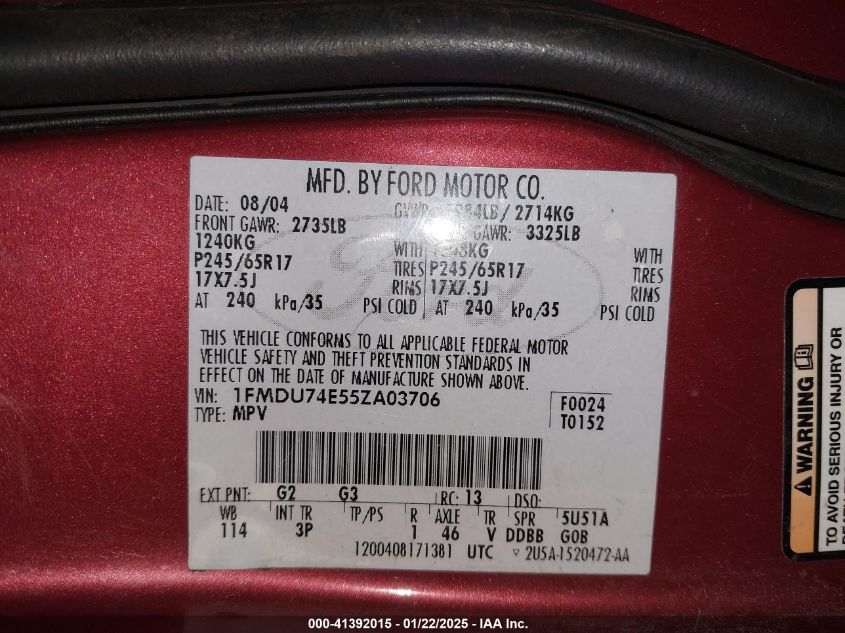 MFD. BY FORD MOTOR CO.
DATE: 08/04 GVWR: 84LB/ 2714KG
FRONT GAWR: 2735LB GAWR: 3325LB
1240KG WITH KG WITH
P245/65R17 TIRES P245/65R17 TIRES
17X7.5J RIMS 17X7.5J RIMS
AT 240 kPa/35 PSI COLD AT 240 kPa/35 PSI COLD
THIS VEHICLE CONFORMS TO ALL APPLICABLE FEDERAL MOTOR
VEHICLE SAFETY AND THEFT PREVENTION STANDARDS IN
EFFECT ON THE DATE OF MANUFACTURE SHOWN ABOVE.
VIN: 1FMDU74E55ZA03706 F0024
TYPE: MPV T0152
EXT PNT: G2 G3 RC: 13 DSO:
WB INT TR TP/PS R AXLE TR SPR 5U51A
114 3P 1 46 V DDBB GOB
1200408171381 UTC 2U5A-1520472-AA
WARNING
TO AVOID SERIOUS
000-41392015 - 01/22/2025 - IAA Inc.